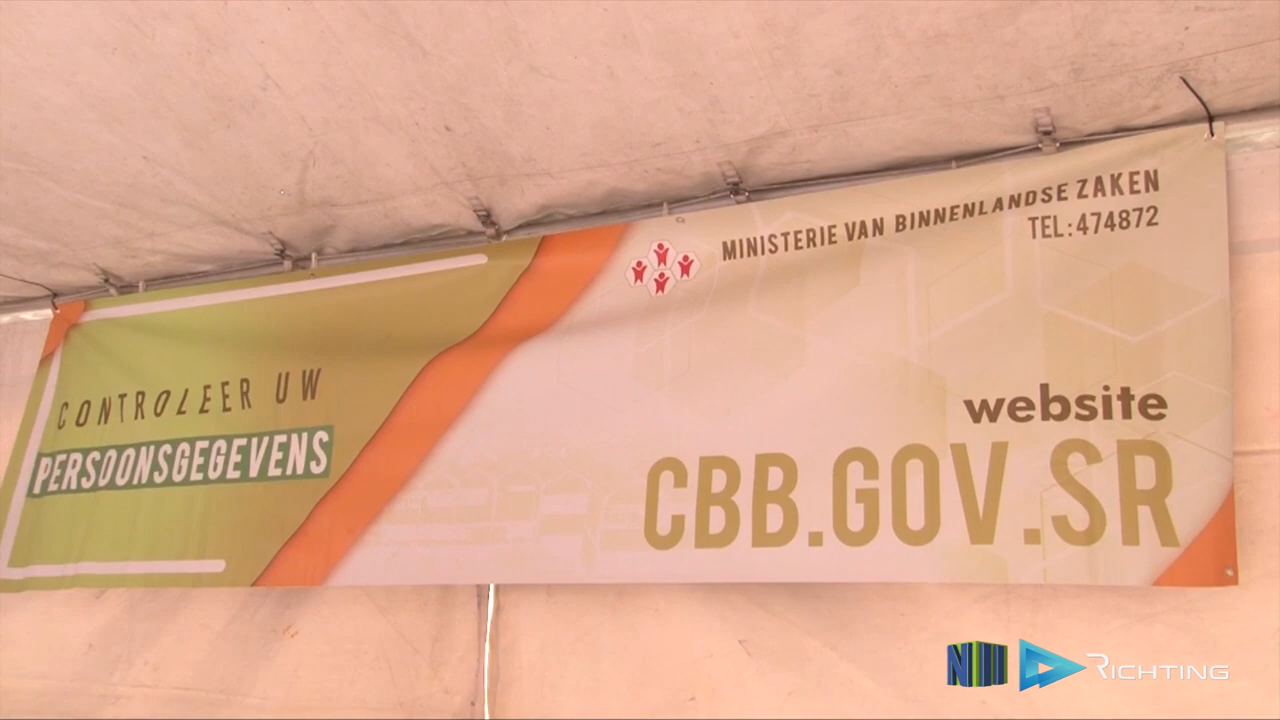 MINISTERIE VAN BINNENLANDSE ZAKEN
TEL:474872
CONTROLEER UW
PERSOONSGEGEVENS
website
CBB.GOV.SR
RICHTING